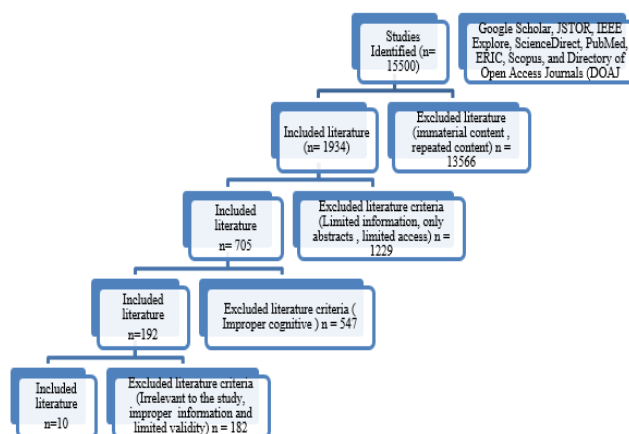 Studies
Identified (n=
15500)
Google Scholar, JSTOR, IEEE
Explore, ScienceDirect, PubMed,
ERIC, Scopus, and Directory of
Open Access Journals (DOAJ
Included literature
(n= 1934)
Excluded literature
(immaterial content ,
repeated content) n =
13566
Included
literature
n= 705
Excluded literature criteria
(Limited information, only
abstracts , limited access) n =
1229
Included
literature
n=192
Excluded literature criteria (
Improper cognitive ) n = 547
Included
literature
n=10
Excluded literature criteria
(Irrelevant to the study,
improper information and
limited validity) n = 182